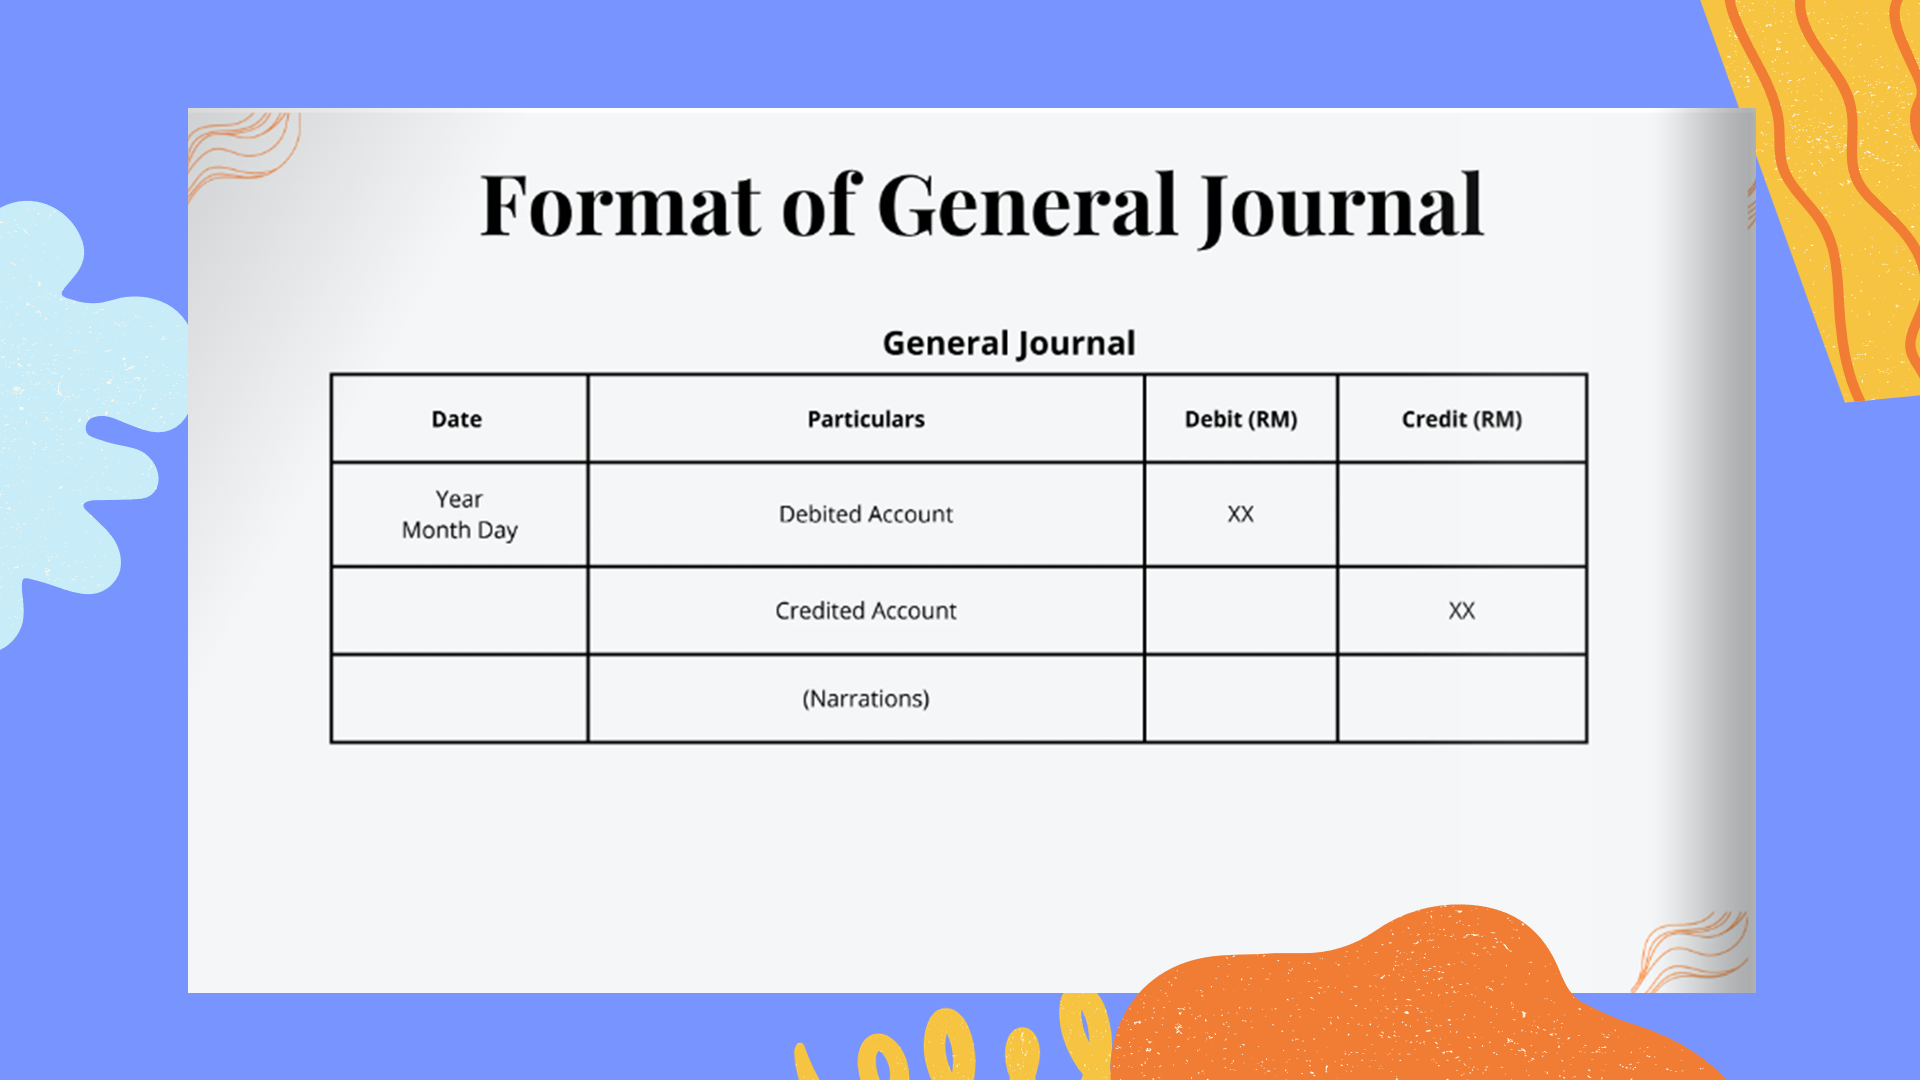 Format of General Journal
General Journal
Date Particulars Debit (RM) Credit (RM)
Year
Month Day
Debited Account XX
Credited Account XX
(Narrations)